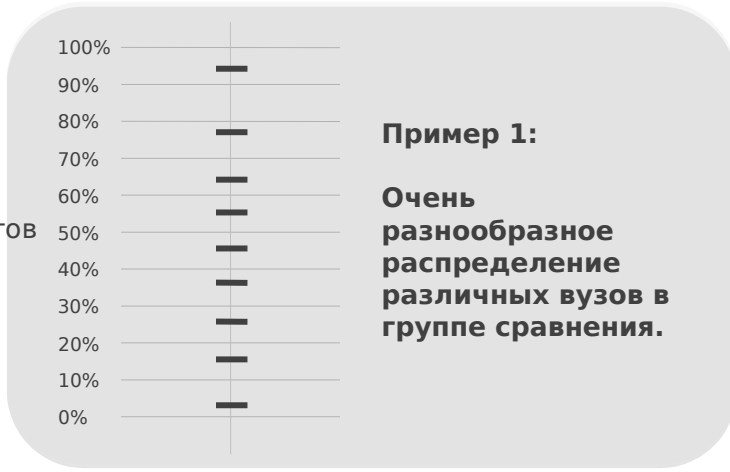 100%
90%
80%
70%
60%
50%
40%
30%
20%
10%
0%
тов
Пример 1:
Очень
разнообразное
распределение
различных вузов в
группе сравнения.